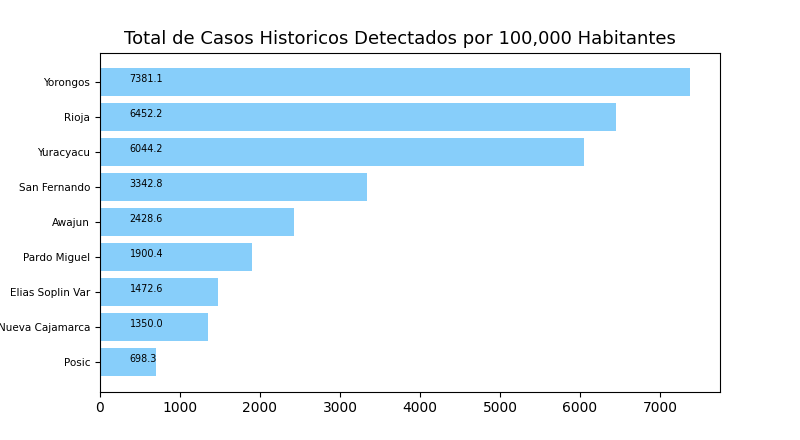 Total de Casos Historicos Detectados por 100,000 Habitantes
Yorongos 7381.1
Rioja 6452.2
Yuracyacu 6044.2
San Fernando 3342.8
Awajun 2428.6
Pardo Miguel 1900.4
Elias Soplin Var 1472.6
Nueva Cajamarca 1350.0
Posic 698.3
0 1000 2000 3000 4000 5000 6000 7000